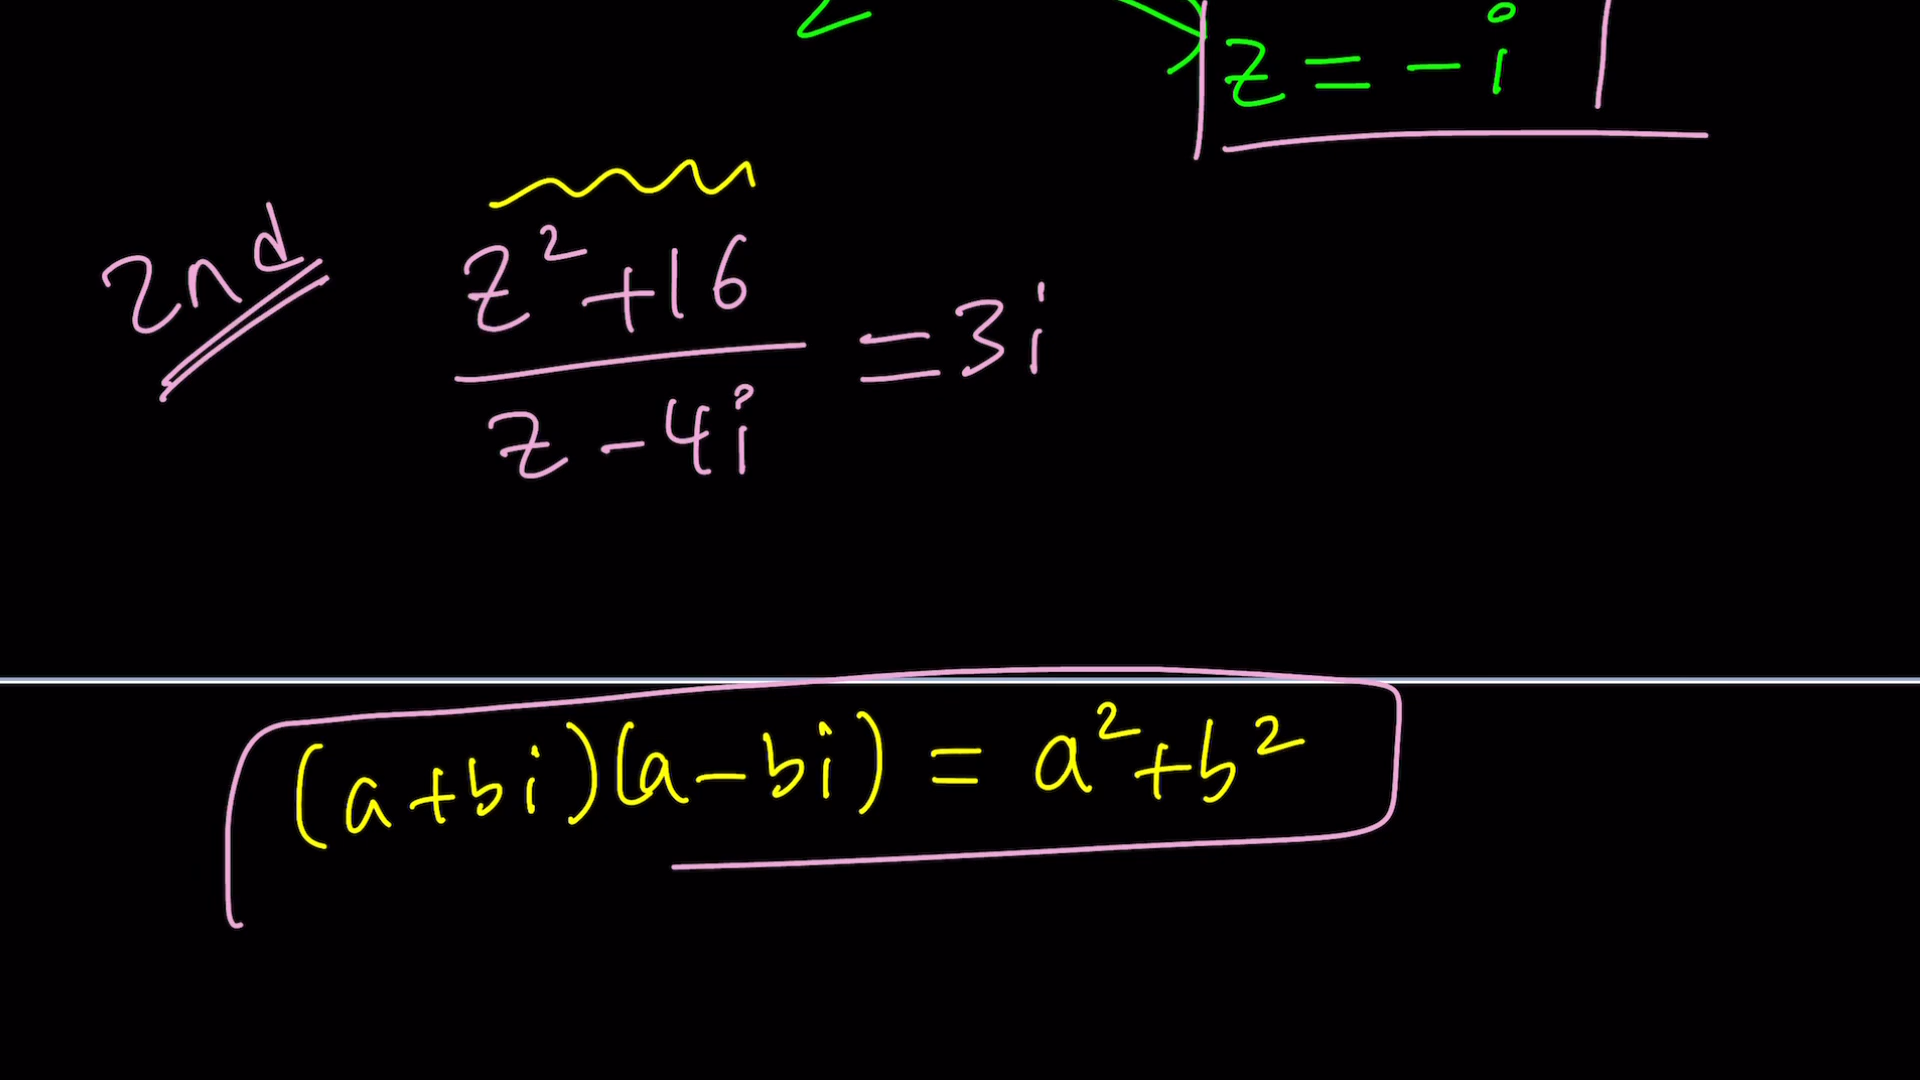 z = - i
2nd
z² + 16
───── = 3i
z - 4i
(a + bi)(a - bi) = a² + b²